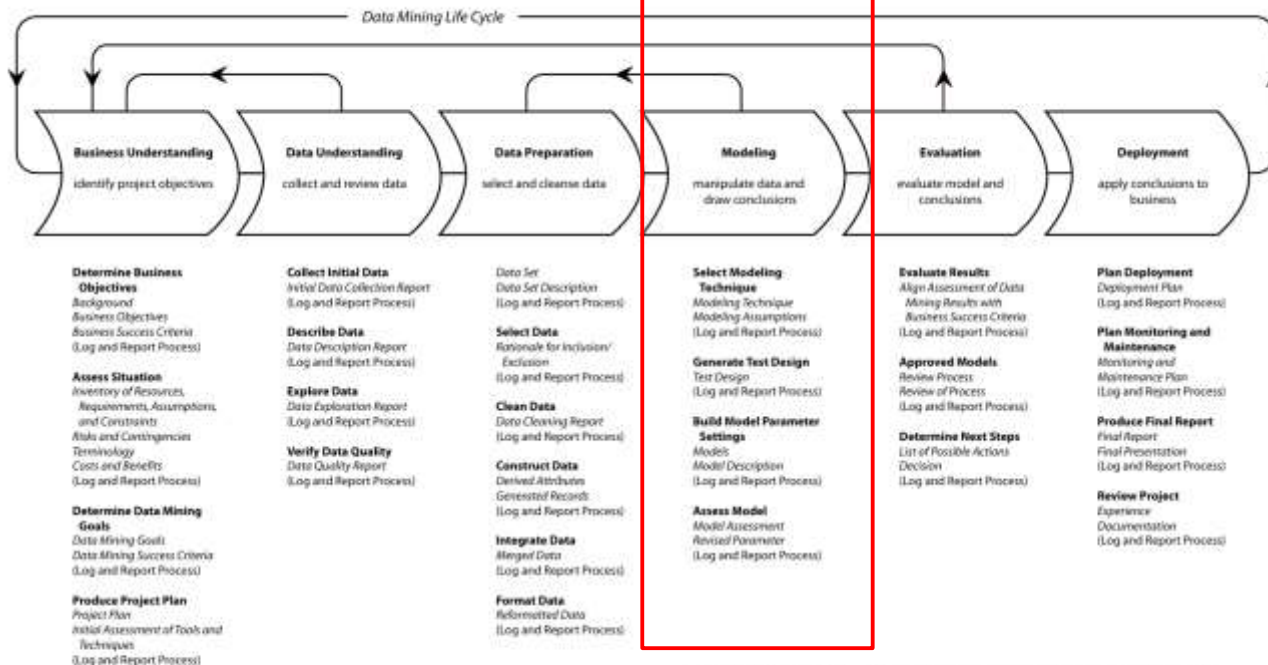 Data Mining Life Cycle
Business Understanding
identify project objectives
Data Understanding
collect and review data
Data Preparation
select and cleanse data
Modeling
manipulate data and
draw conclusions
Evaluation
evaluate model and
conclusions
Deployment
apply conclusions to
business
Determine Business
Objectives
Background
Business Objectives
Business Success Criteria
(Log and Report Process)
Assess Situation
Inventory of Resources,
Requirements, Assumptions,
and Constraints
Risks and Contingencies
Terminology
Costs and Benefits
(Log and Report Process)
Determine Data Mining
Goals
Data Mining Goals
Data Mining Success Criteria
(Log and Report Process)
Produce Project Plan
Project Plan
Initial Assessment of Tools and
Techniques
(Log and Report Process)
Collect Initial Data
Initial Data Collection Report
(Log and Report Process)
Describe Data
Data Description Report
(Log and Report Process)
Explore Data
Data Exploration Report
(Log and Report Process)
Verify Data Quality
Data Quality Report
(Log and Report Process)
Data Set
Data Set Description
(Log and Report Process)
Select Data
Rationale for Inclusion/
Exclusion
(Log and Report Process)
Clean Data
Data Cleaning Report
(Log and Report Process)
Construct Data
Derived Attributes
Generated Records
(Log and Report Process)
Integrate Data
Merged Data
(Log and Report Process)
Format Data
Reformatted Data
(Log and Report Process)
Select Modeling
Technique
Modeling Technique
Modeling Assumptions
(Log and Report Process)
Generate Test Design
Test Design
(Log and Report Process)
Build Model Parameter
Settings
Models
Model Description
(Log and Report Process)
Assess Model
Model Assessment
Revised Parameter
(Log and Report Process)
Evaluate Results
Align Assessment of Data
Mining Results with
Business Success Criteria
(Log and Report Process)
Approved Models
Review Process
Review of Process
(Log and Report Process)
Determine Next Steps
List of Possible Actions
Decision
(Log and Report Process)
Plan Deployment
Deployment Plan
(Log and Report Process)
Plan Monitoring and
Maintenance
Monitoring and
Maintenance Plan
(Log and Report Process)
Produce Final Report
Final Report
Final Presentation
(Log and Report Process)
Review Project
Experience
Documentation
(Log and Report Process)